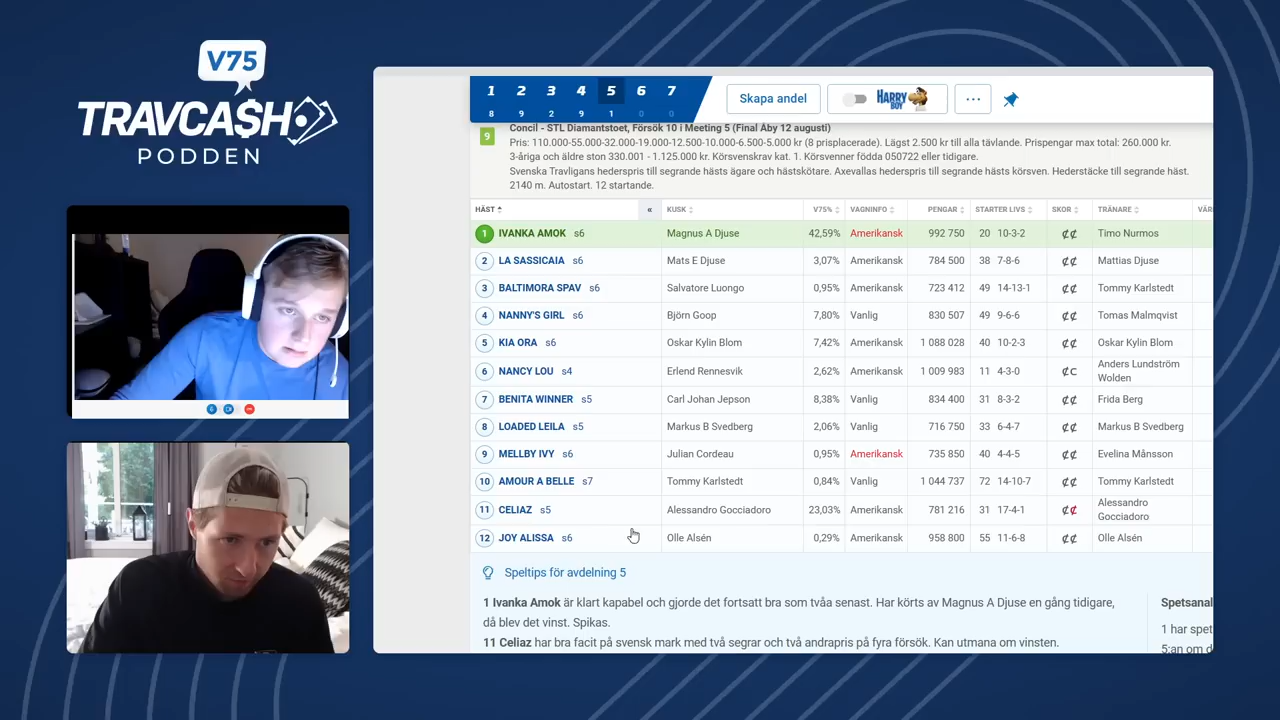 V75
TRAVCA$H
PODDEN
1 2 3 4 5 6 7
8 9 2 9 1 0 0
Skapa andel
HARRY BOY
...
9
Concil - STL Diamantstoet, Försök 10 i Meeting 5 (Final Åby 12 augusti)
Pris: 110.000-55.000-32.000-19.000-12.500-10.000-6.500-5.000 kr (8 prisplacerade). Lägst 2.500 kr till alla tävlande. Prispengar max total: 260.000 kr.
3-åriga och äldre ston 330.001 - 1.125.000 kr. Körsvenskrav kat. 1. Körsvenner födda 050722 eller tidigare.
Svenska Travligans hederspris till segrande hästs ägare och hästskötare. Axevallas hederspris till segrande hästs körsven. Hederstäcke till segrande häst.
2140 m. Autostart. 12 startande.
HÄST « KUSK V75% VAGNINFO PENGAR STARTER LIVS SKOR TRÄNARE VÄR
1 IVANKA AMOK s6 Magnus A Djuse 42,59% Amerikansk 992 750 20 10-3-2 ₵₵ Timo Nurmos
2 LA SASSICAIA s6 Mats E Djuse 3,07% Amerikansk 784 500 38 7-8-6 ₵₵ Mattias Djuse
3 BALTIMORA SPAV s6 Salvatore Luongo 0,95% Amerikansk 723 412 49 14-13-1 ₵₵ Tommy Karlstedt
4 NANNY'S GIRL s6 Björn Goop 7,80% Vanlig 830 507 49 9-6-6 ₵₵ Tomas Malmqvist
5 KIA ORA s6 Oskar Kylin Blom 7,42% Amerikansk 1 088 028 40 10-2-3 ₵₵ Oskar Kylin Blom
6 NANCY LOU s4 Erlend Rennesvik 2,62% Amerikansk 1 009 983 11 4-3-0 ₵C Anders Lundström
Wolden
7 BENITA WINNER s5 Carl Johan Jepson 8,38% Vanlig 834 400 31 8-3-2 ₵₵ Frida Berg
8 LOADED LEILA s5 Markus B Svedberg 2,06% Vanlig 716 750 33 6-4-7 ₵₵ Markus B Svedberg
9 MELLBY IVY s6 Julian Cordeau 0,95% Amerikansk 735 850 40 4-4-5 ₵₵ Evelina Månsson
10 AMOUR A BELLE s7 Tommy Karlstedt 0,84% Vanlig 1 044 737 72 14-10-7 ₵₵ Tommy Karlstedt
11 CELIAZ s5 Alessandro Gocciadoro 23,03% Amerikansk 781 216 31 17-4-1 ₵₵ Alessandro
Gocciadoro
12 JOY ALISSA s6 Olle Alsén 0,29% Amerikansk 958 800 55 11-6-8 ₵₵ Olle Alsén
Speltips för avdelning 5
1 Ivanka Amok är klart kapabel och gjorde det fortsatt bra som tvåa senast. Har körts av Magnus A Djuse en gång tidigare,
då blev det vinst. Spikas.
11 Celiaz har bra facit på svensk mark med två segrar och två andrapris på fyra försök. Kan utmana om vinsten.
Spetsanal
1 har spet
5:an om d